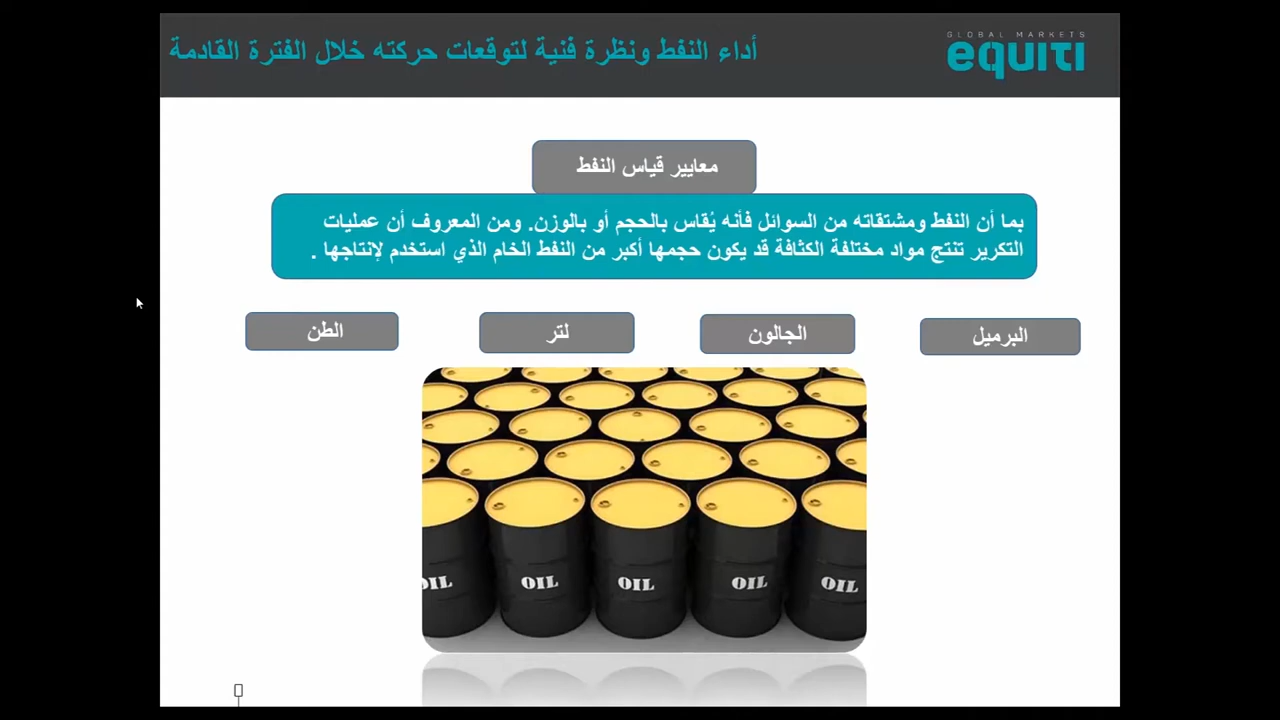 أداء النفط ونظرة فنية لتوقعات حركته خلال الفترة القادمة
GLOBAL MARKETS
equiti
معايير قياس النفط
بما أن النفط ومشتقاته من السوائل فأنه يُقاس بالحجم أو بالوزن. ومن المعروف أن عمليات
التكرير تنتج مواد مختلفة الكثافة قد يكون حجمها أكبر من النفط الخام الذي استخدم لإنتاجها .
البرميل
الجالون
لتر
الطن
OIL OIL OIL OIL OIL